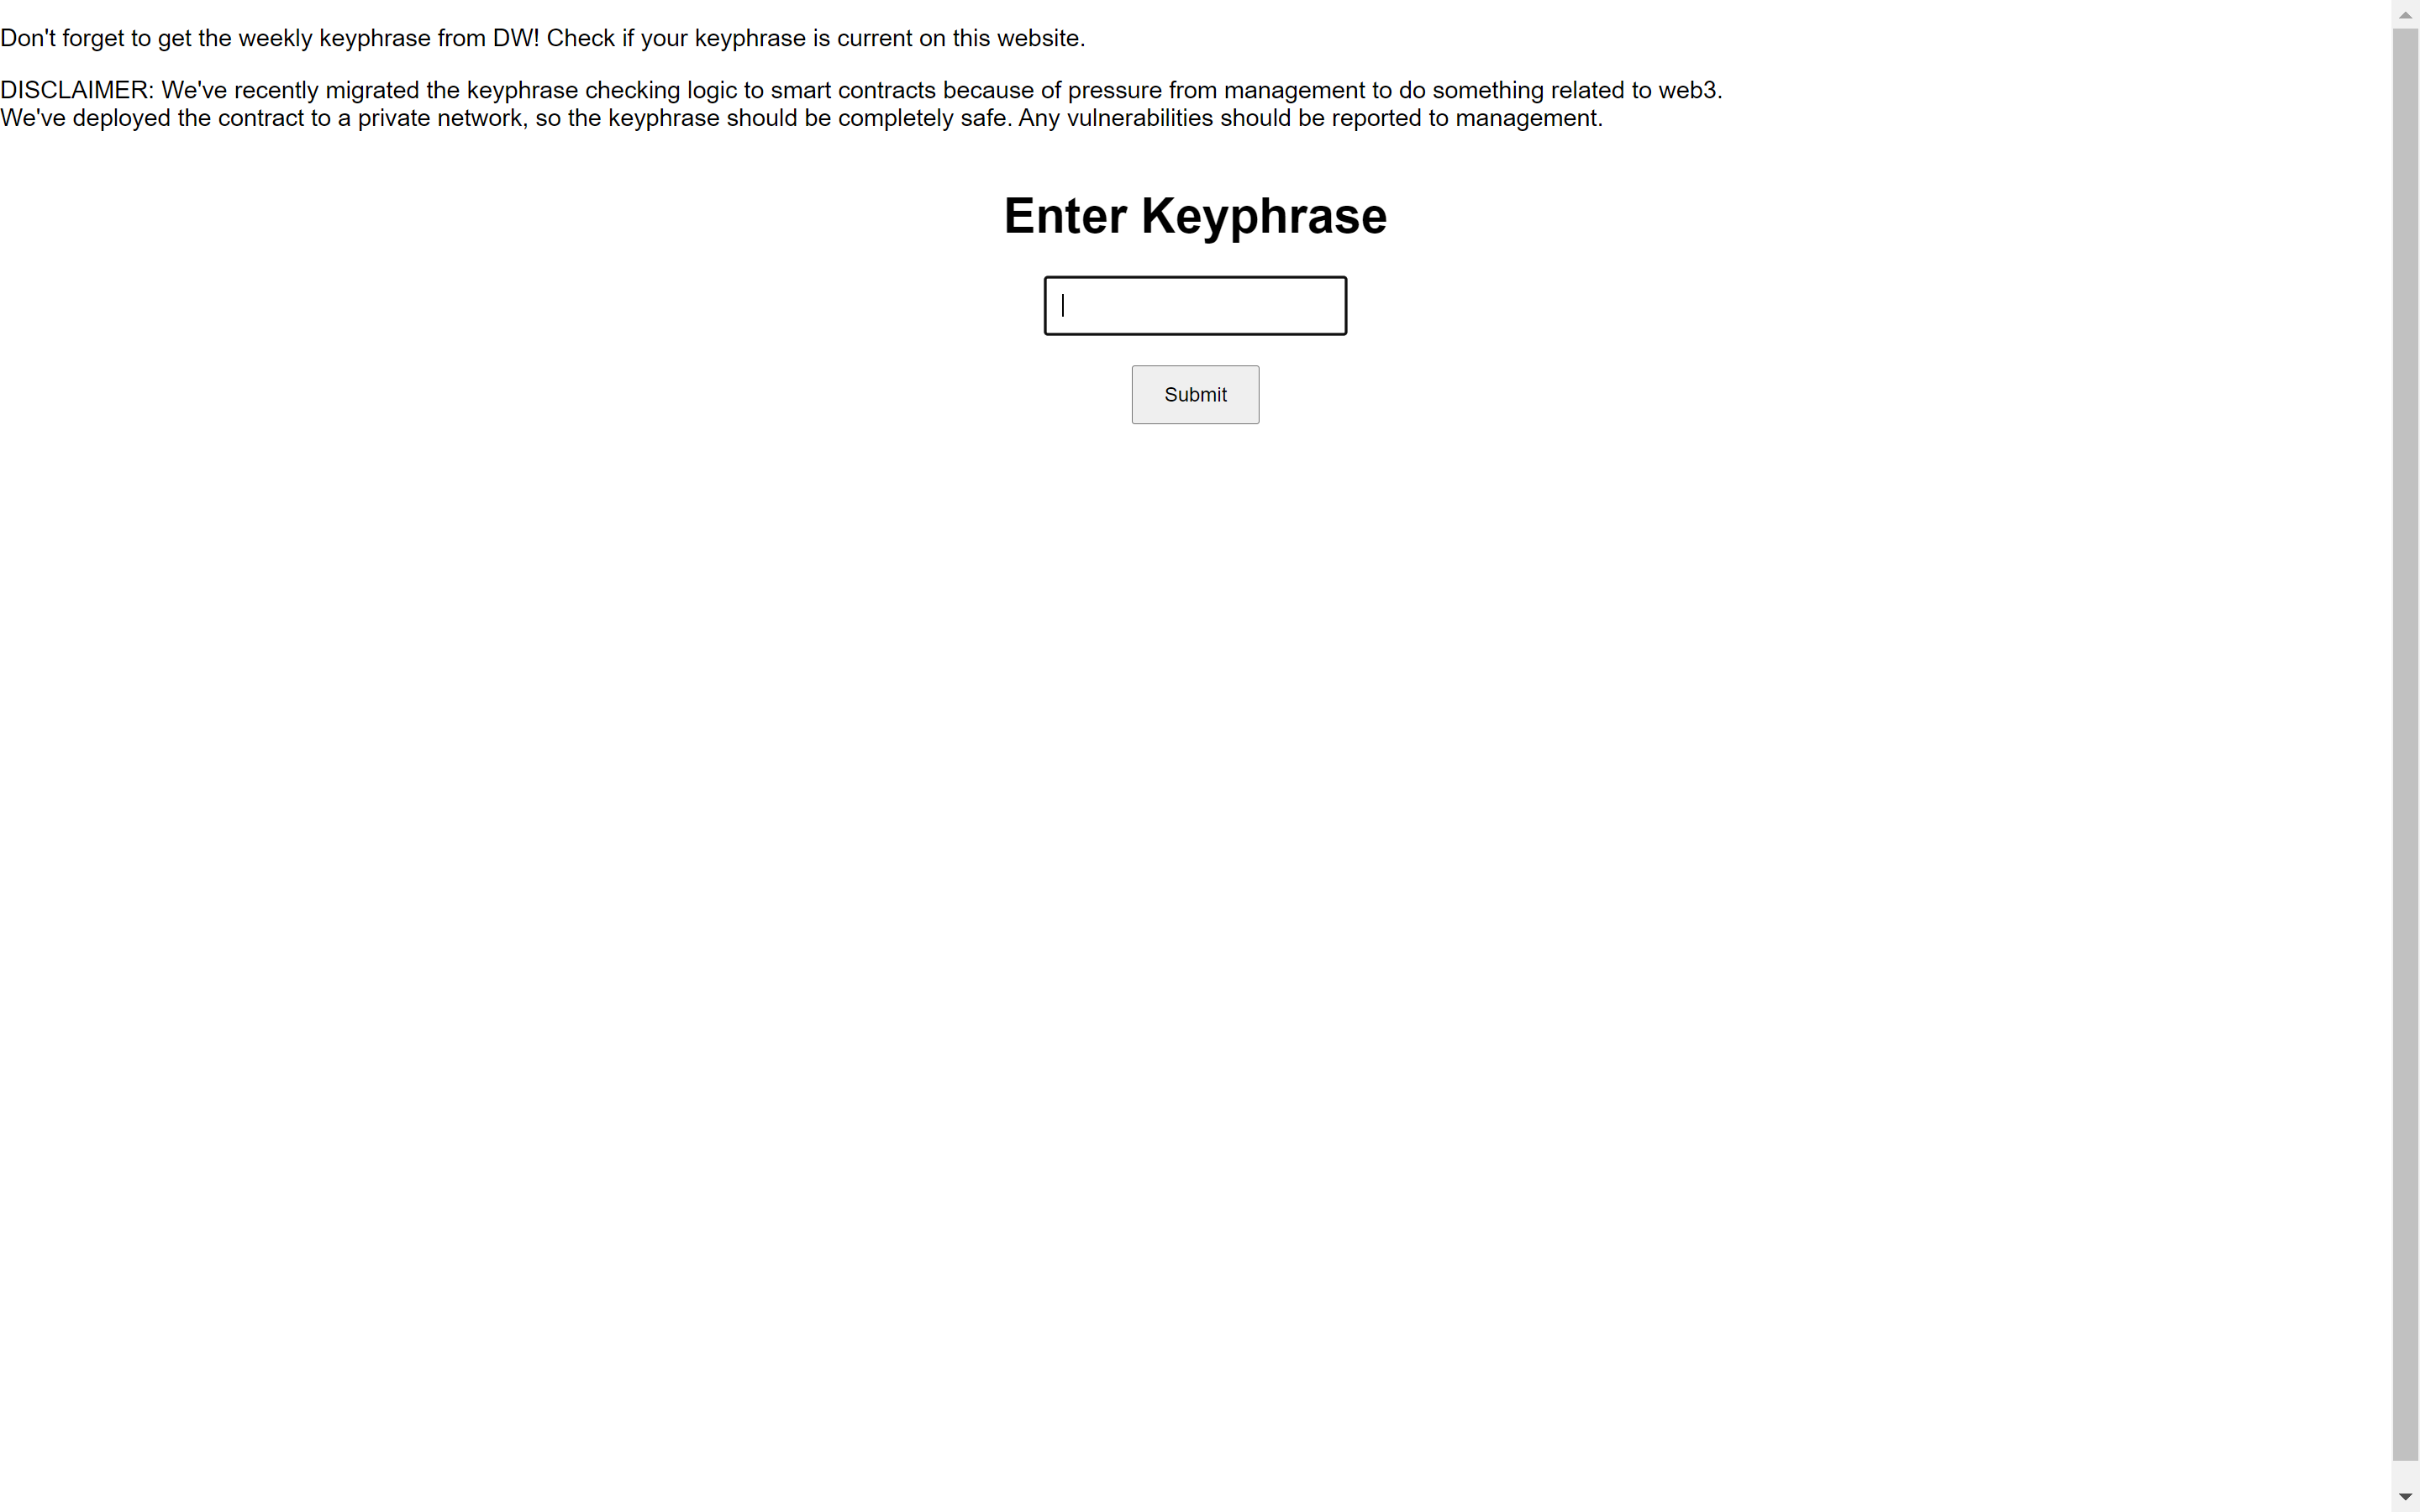 Don't forget to get the weekly keyphrase from DW! Check if your keyphrase is current on this website.
DISCLAIMER: We've recently migrated the keyphrase checking logic to smart contracts because of pressure from management to do something related to web3.
We've deployed the contract to a private network, so the keyphrase should be completely safe. Any vulnerabilities should be reported to management.
Enter Keyphrase
Submit